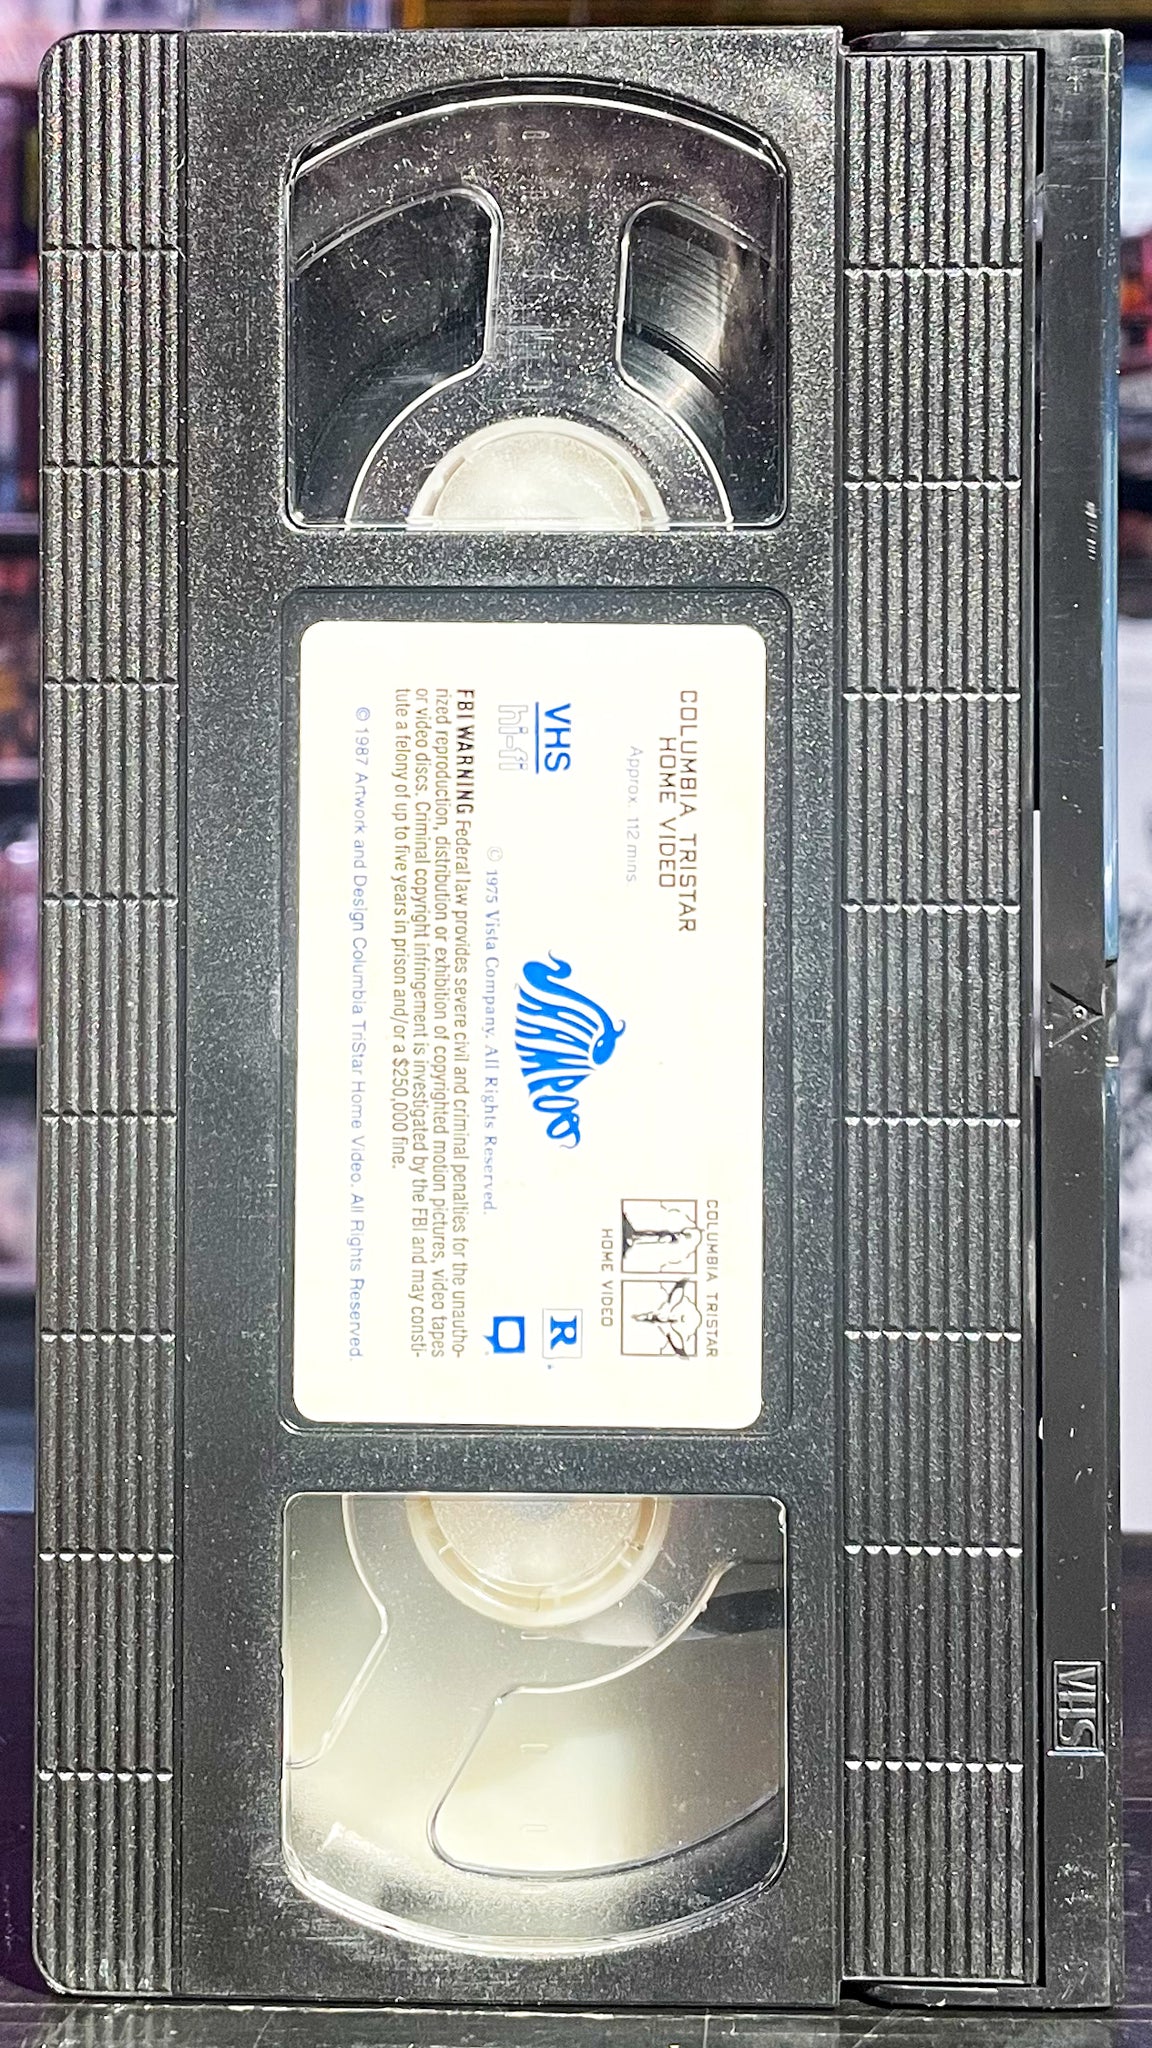 COLUMBIA TRISTAR
HOME VIDEO
Approx. 112 mins.
COLUMBIA TRISTAR
HOME VIDEO
VHS
hi-fi
SHAMPOO
R
© 1975 Vista Company. All Rights Reserved.
FBI WARNING Federal law provides severe civil and criminal penalties for the unautho-
rized reproduction, distribution or exhibition of copyrighted motion pictures, video tapes
or video discs. Criminal copyright infringement is investigated by the FBI and may consti-
tute a felony of up to five years in prison and/or a $250,000 fine.
© 1987 Artwork and Design Columbia TriStar Home Video. All Rights Reserved.
VHS